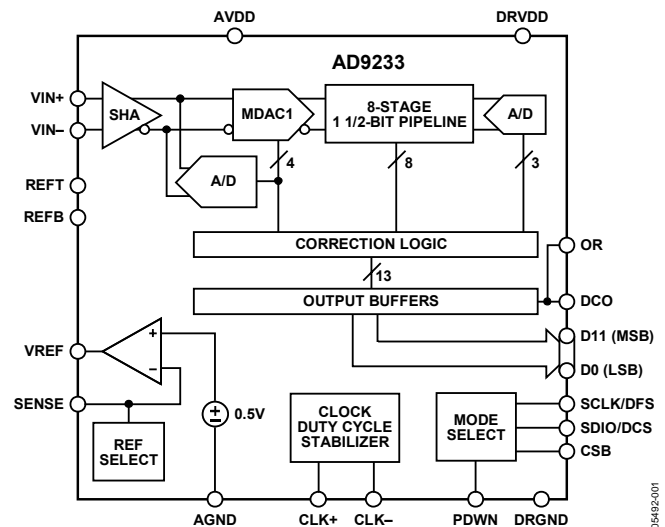 AVDD
DRVDD
AD9233
VIN+
VIN–
SHA
MDAC1
8-STAGE
1 1/2-BIT PIPELINE
A/D
A/D
4
8
3
REFT
REFB
CORRECTION LOGIC
13
OUTPUT BUFFERS
OR
DCO
D11 (MSB)
D0 (LSB)
VREF
SENSE
+
–
+
–
0.5V
REF
SELECT
CLOCK
DUTY CYCLE
STABILIZER
MODE
SELECT
SCLK/DFS
SDIO/DCS
CSB
AGND
CLK+
CLK–
PDWN
DRGND
05492-001